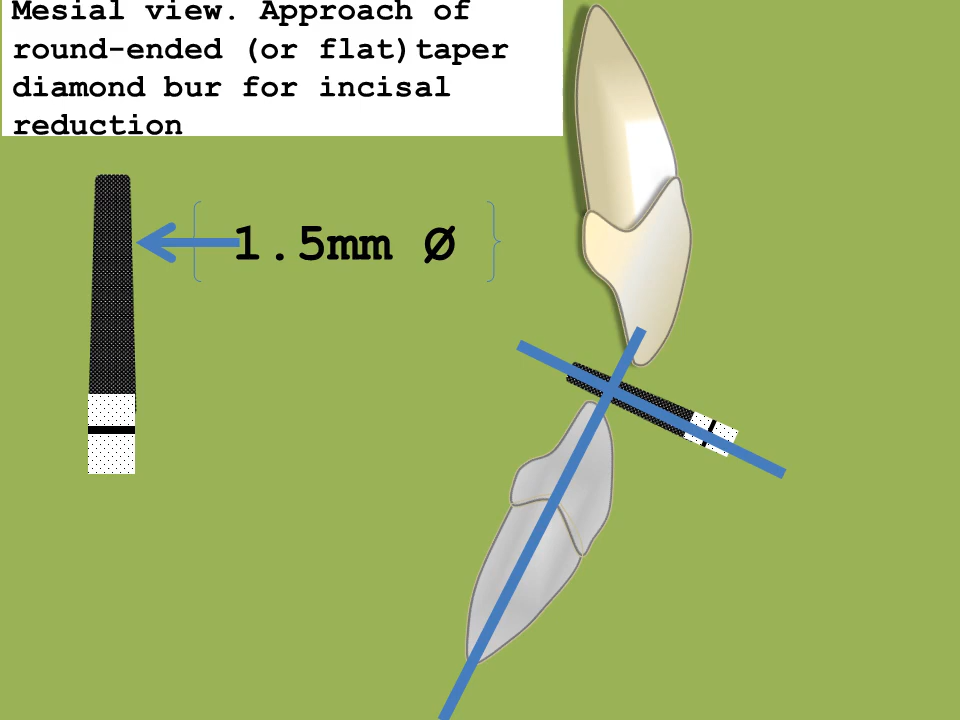 Mesial view. Approach of
round-ended (or flat)taper
diamond bur for incisal
reduction
1.5mm Ø